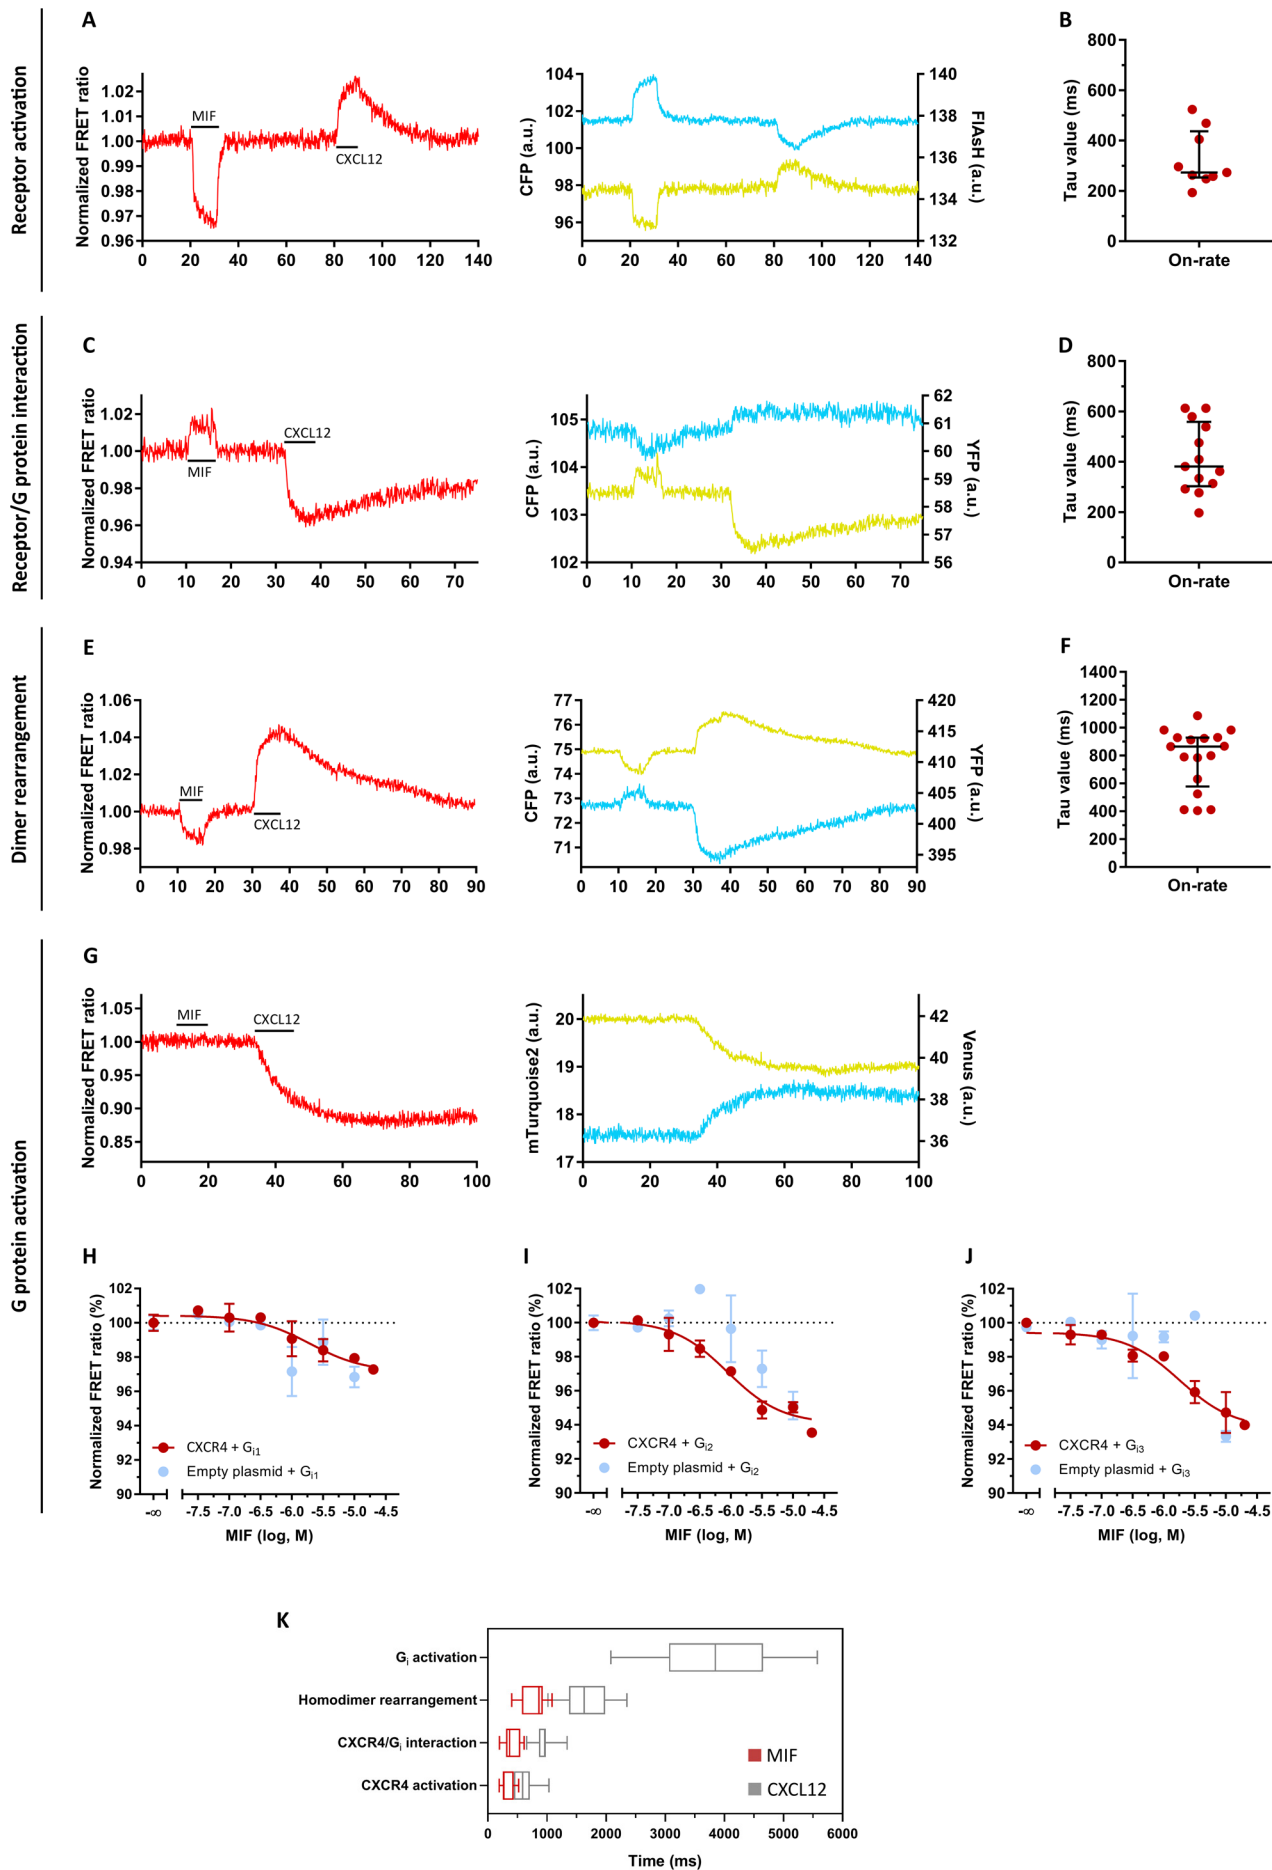 Receptor activation
A
Normalized FRET ratio
1.02
1.01
1.00
0.99
0.98
0.97
0.96
MIF
CXCL12
0 20 40 60 80 100 120 140
CFP (a.u.)
104
102
100
98
96
140
138
136
134
132
FlAsH (a.u.)
0 20 40 60 80 100 120 140
B
Tau value (ms)
800
600
400
200
0
On-rate
Receptor/G protein interaction
C
Normalized FRET ratio
1.02
1.00
0.98
0.96
0.94
CXCL12
MIF
0 10 20 30 40 50 60 70
CFP (a.u.)
105
104
103
102
62
61
60
59
58
57
56
YFP (a.u.)
0 10 20 30 40 50 60 70
D
Tau value (ms)
800
600
400
200
0
On-rate
Dimer rearrangement
E
Normalized FRET ratio
1.06
1.04
1.02
1.00
0.98
MIF
CXCL12
0 10 20 30 40 50 60 70 80 90
CFP (a.u.)
77
76
75
74
73
72
71
420
415
410
405
400
395
YFP (a.u.)
0 10 20 30 40 50 60 70 80 90
F
Tau value (ms)
1400
1200
1000
800
600
400
200
0
On-rate
G protein activation
G
Normalized FRET ratio
1.05
1.00
0.95
0.90
0.85
MIF
CXCL12
0 20 40 60 80 100
mTurquoise2 (a.u.)
20
19
18
17
42
40
38
36
Venus (a.u.)
0 20 40 60 80 100
H
Normalized FRET ratio (%)
102
100
98
96
94
92
90
CXCR4 + Gi1
Empty plasmid + Gi1
-∞ -7.5 -7.0 -6.5 -6.0 -5.5 -5.0 -4.5
MIF (log, M)
I
Normalized FRET ratio (%)
102
100
98
96
94
92
90
CXCR4 + Gi2
Empty plasmid + Gi2
-∞ -7.5 -7.0 -6.5 -6.0 -5.5 -5.0 -4.5
MIF (log, M)
J
Normalized FRET ratio (%)
102
100
98
96
94
92
90
CXCR4 + Gi3
Empty plasmid + Gi3
-∞ -7.5 -7.0 -6.5 -6.0 -5.5 -5.0 -4.5
MIF (log, M)
K
Gi activation
Homodimer rearrangement
CXCR4/Gi interaction
CXCR4 activation
MIF
CXCL12
0 1000 2000 3000 4000 5000 6000
Time (ms)